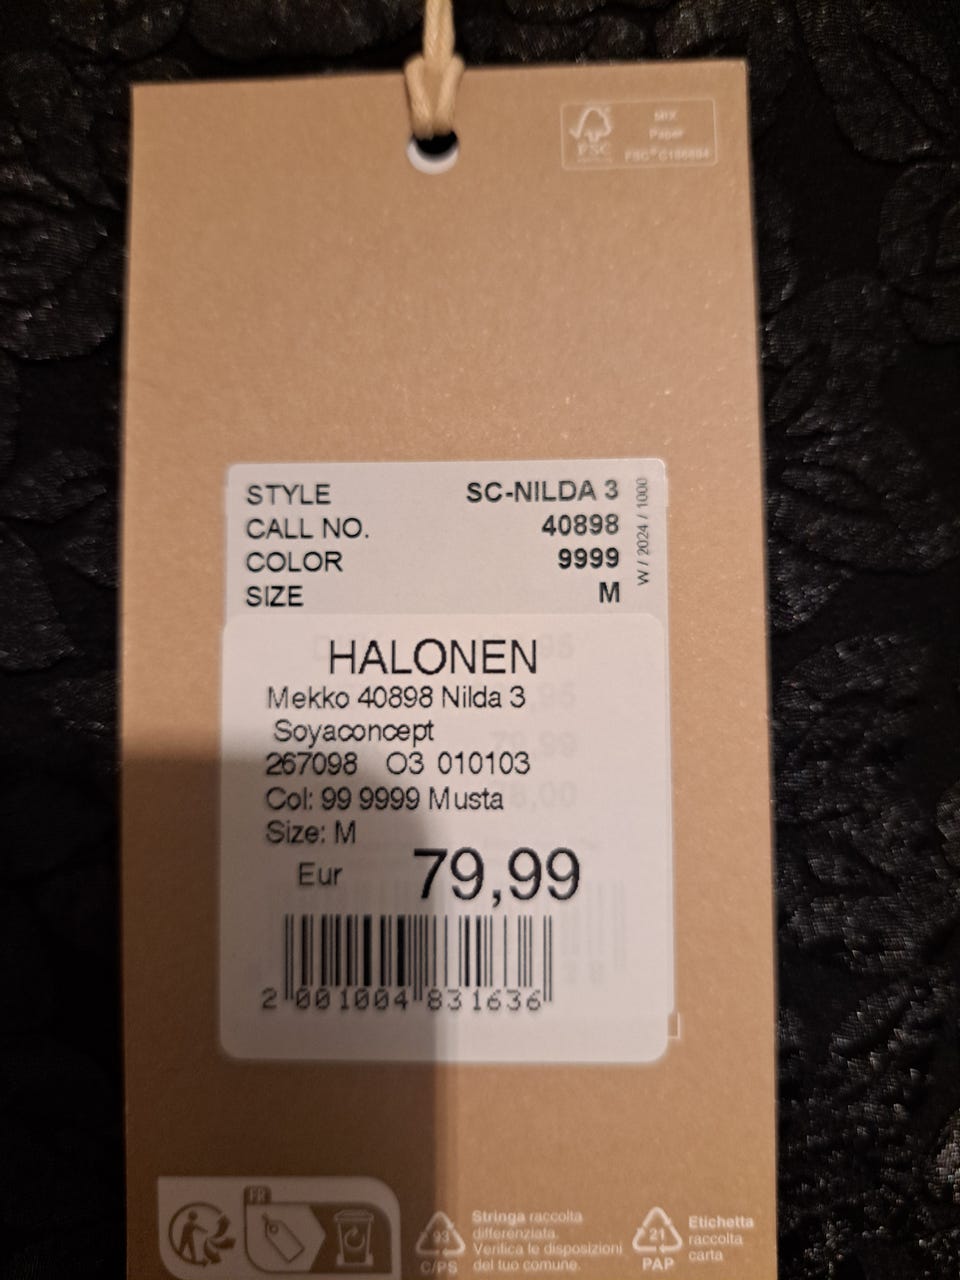 FSC
MIX
Paper
STYLE SC-NILDA 3
CALL NO. 40898
COLOR 9999
SIZE M
W / 2024 / 1000
HALONEN
Mekko 40898 Nilda 3
Soyaconcept
267098 O3 010103
Col: 99 9999 Musta
Size: M
Eur 79,99
2 001004 831636
FR
93
C/PS
Stringa raccolta
differenziata.
Verifica le disposizioni
del tuo comune.
21
PAP
Etichetta
raccolta
carta